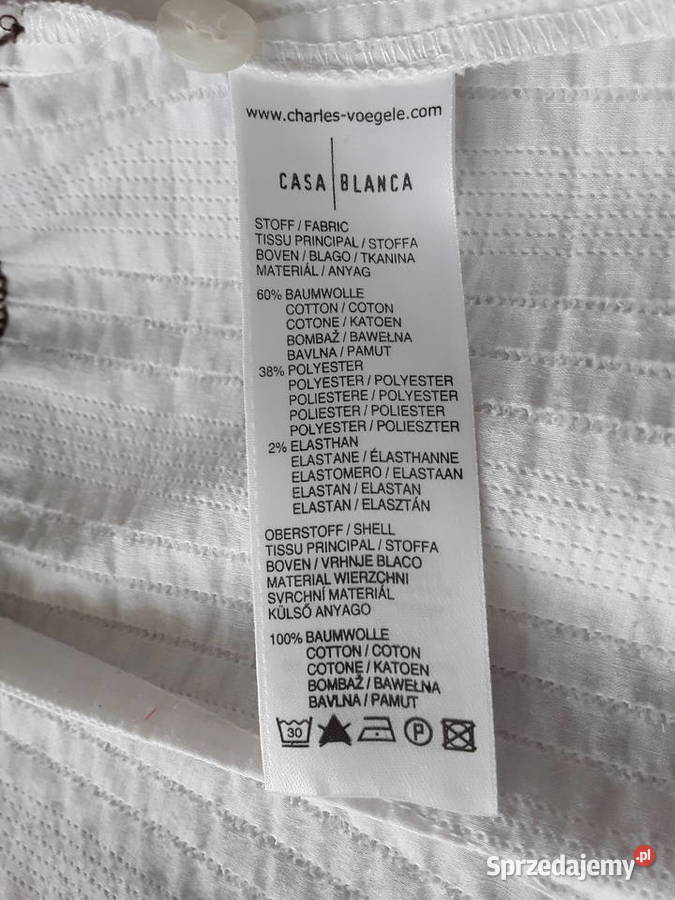 www.charles-voegele.com
CASA BLANCA
STOFF / FABRIC
TISSU PRINCIPAL / STOFFA
BOVEN / BLAGO / TKANINA
MATERIÁL / ANYAG
60% BAUMWOLLE
COTTON / COTON
COTONE / KATOEN
BOMBAŽ / BAWEŁNA
BAVLNA / PAMUT
38% POLYESTER
POLYESTER / POLYESTER
POLIESTERE / POLYESTER
POLIESTER / POLIESTER
POLYESTER / POLIESZTER
2% ELASTHAN
ELASTANE / ÉLASTHANNE
ELASTOMERO / ELASTAAN
ELASTAN / ELASTAN
ELASTAN / ELASZTÁN
OBERSTOFF / SHELL
TISSU PRINCIPAL / STOFFA
BOVEN / VRHNJE BLACO
MATERIAL WIERZCHNI
SVRCHNÍ MATERIÁL
KÜLSŐ ANYAGO
100% BAUMWOLLE
COTTON / COTON
COTONE / KATOEN
BOMBAŽ / BAWEŁNA
BAVLNA / PAMUT
30 P
Sprzedajemy.pl